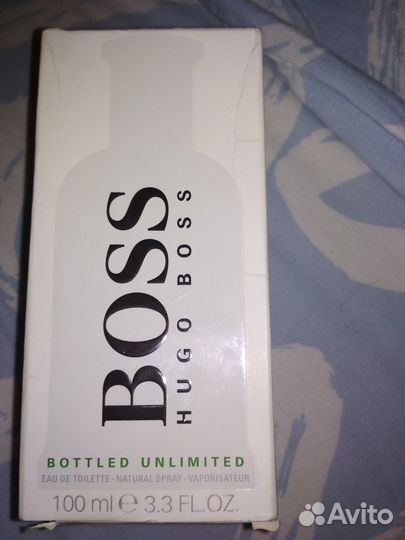 BOSS
HUGO BOSS
BOTTLED UNLIMITED
EAU DE TOILETTE · NATURAL SPRAY · VAPORISATEUR
100 ml ℮ 3.3 FL.OZ.
Avito